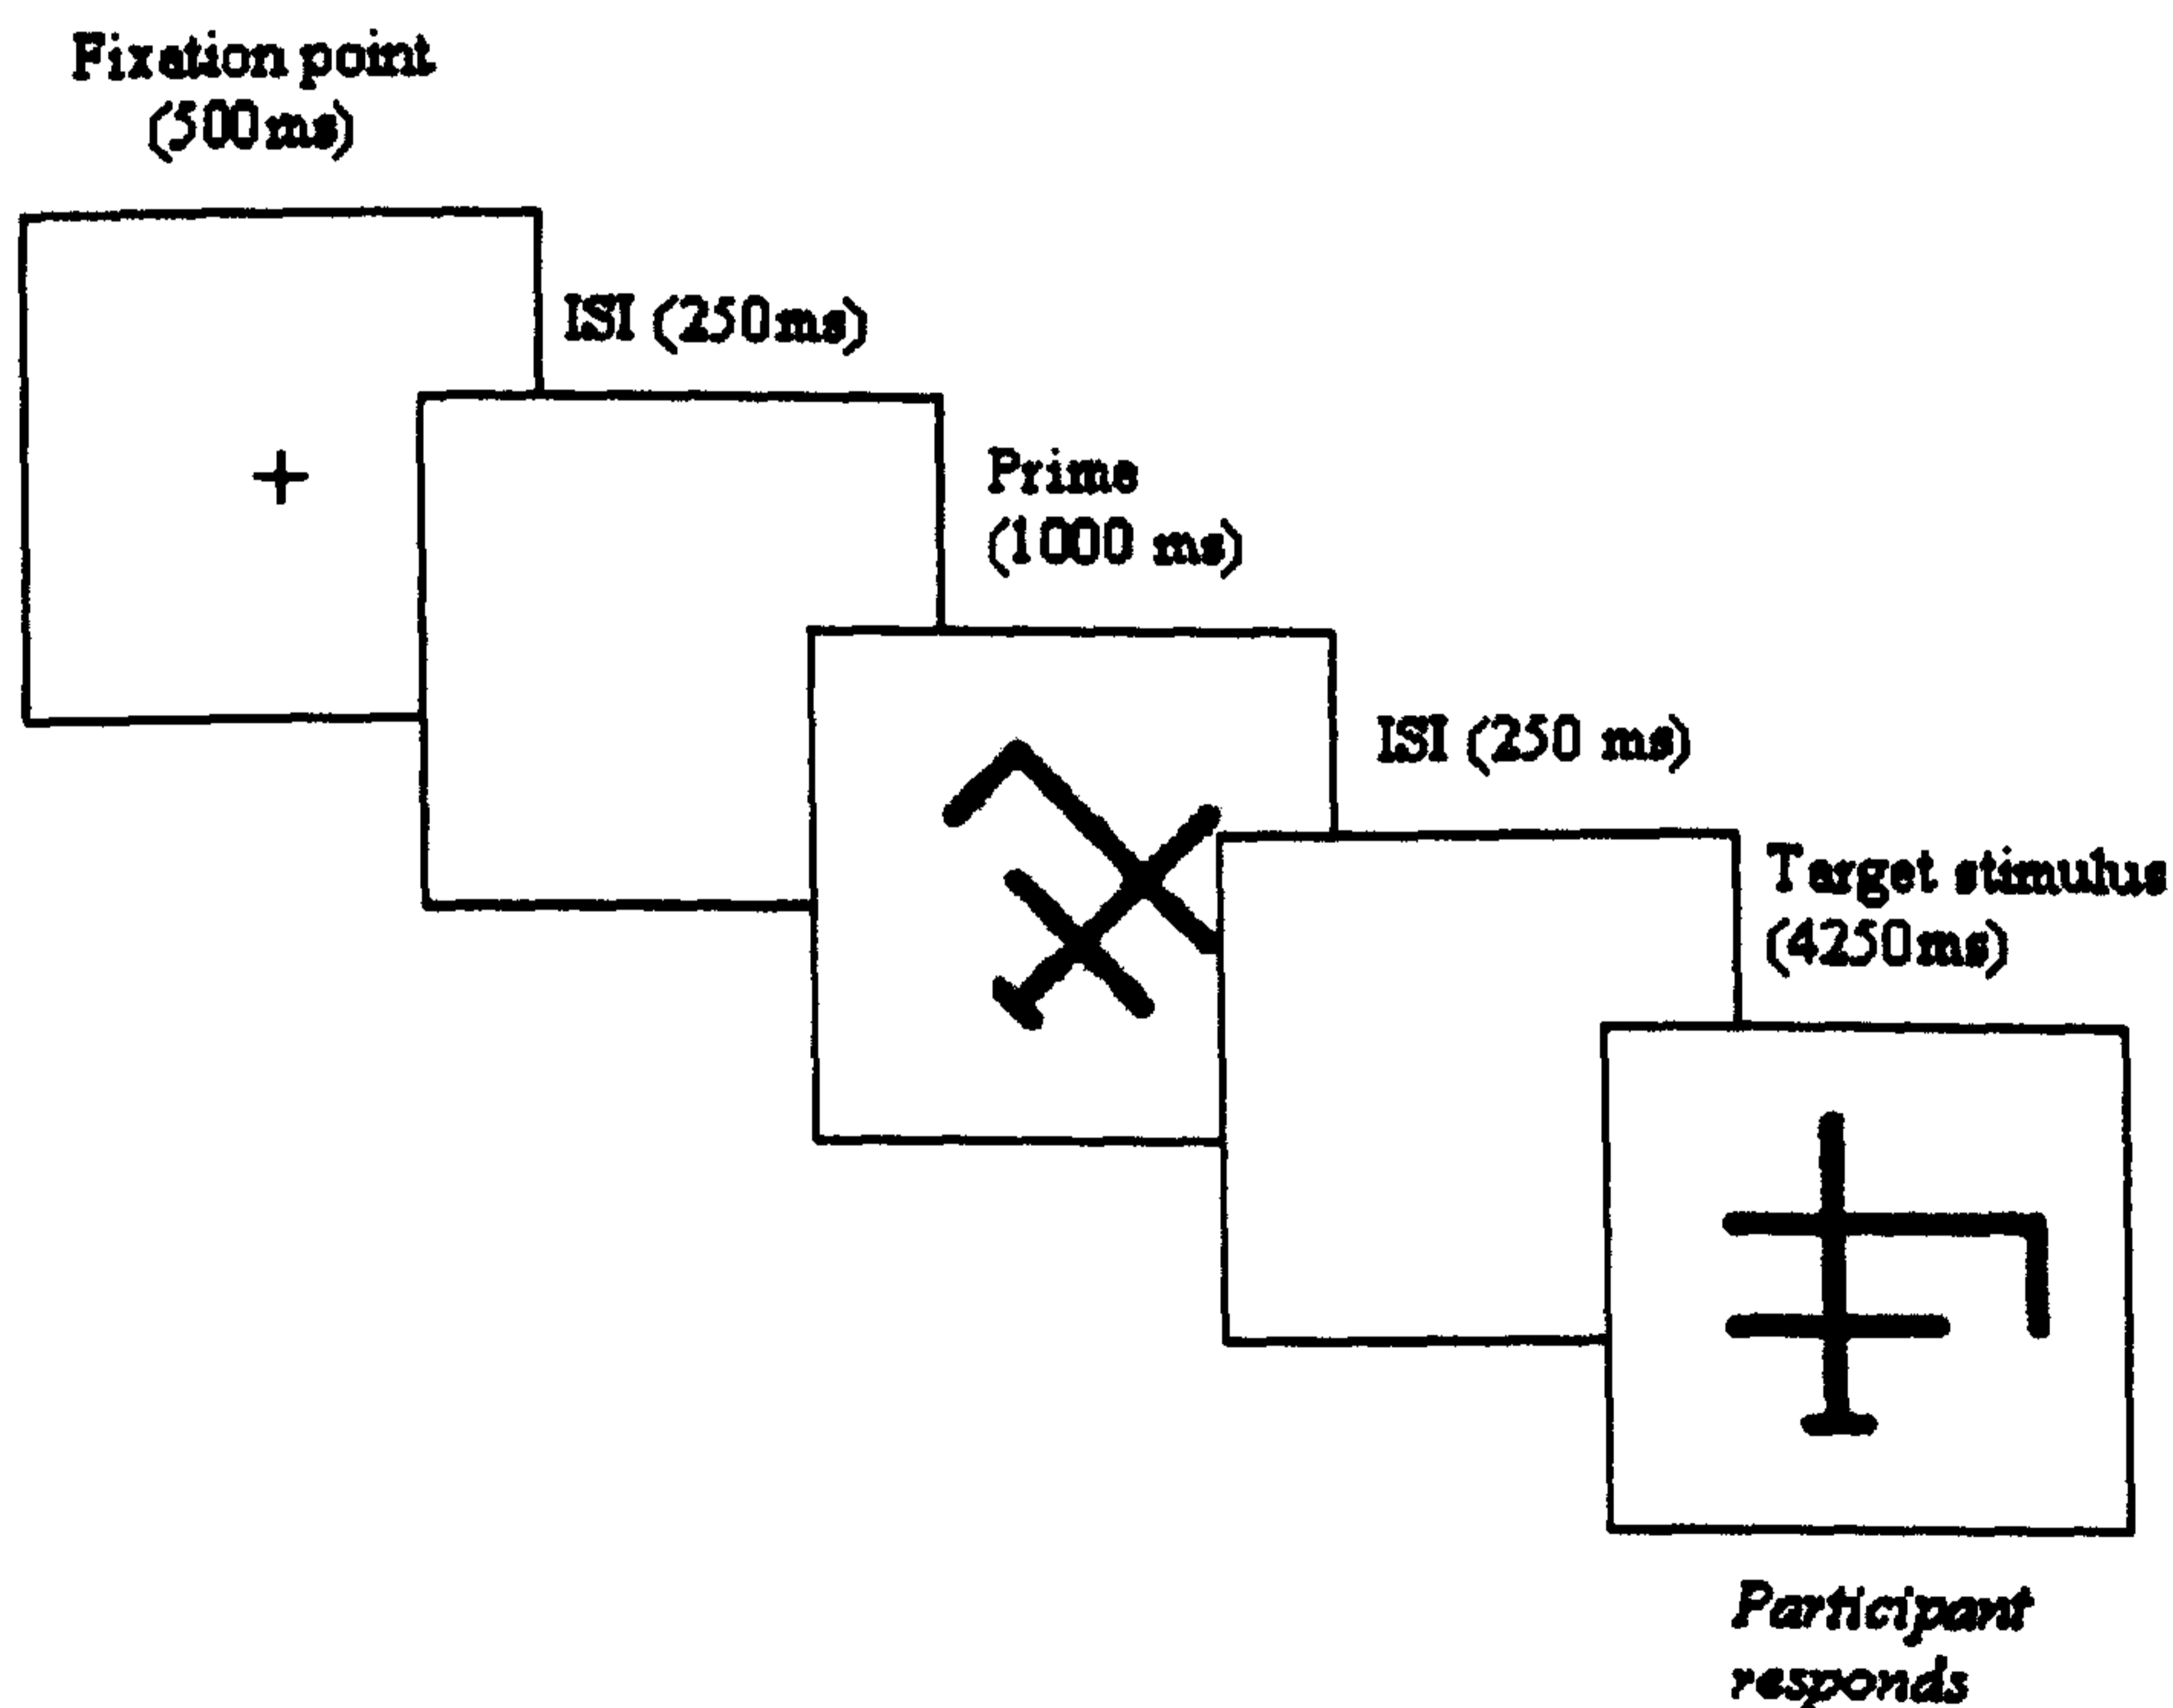 Fixation point
(500ms)
ISI (250ms)
Prime
(1000 ms)
ISI (250 ms)
Target stimulus
(4250ms)
Participant
responds